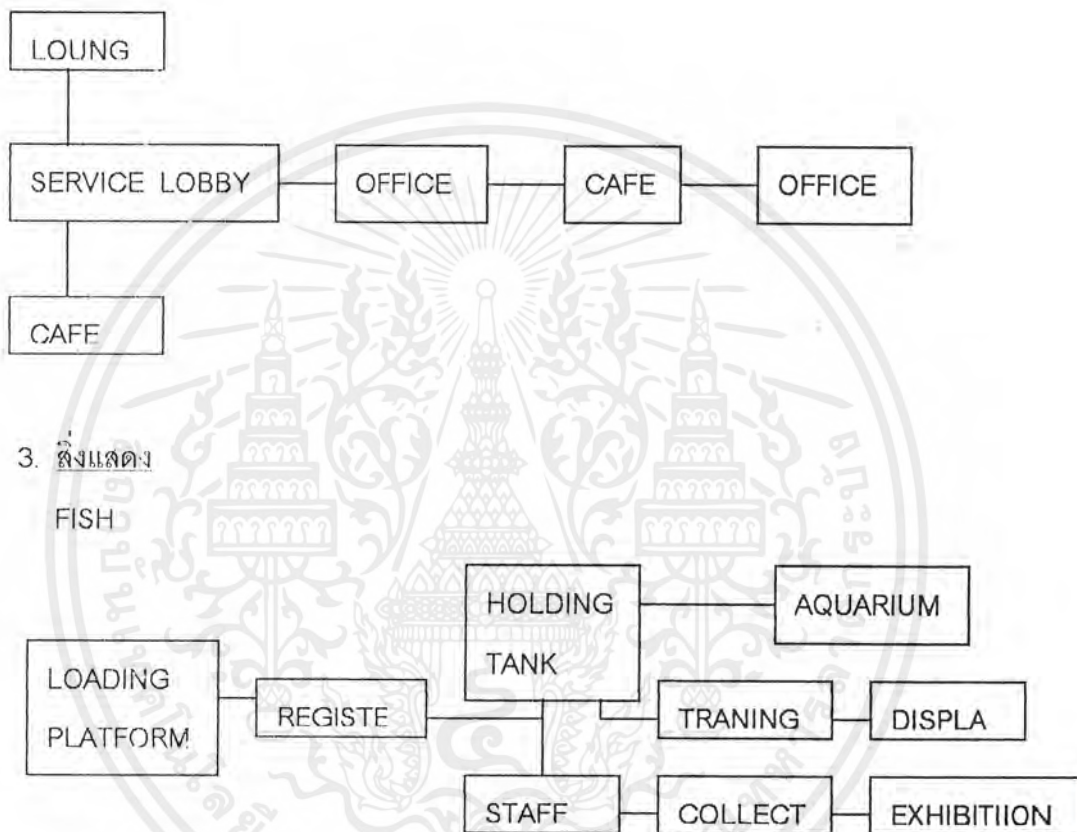 LOUNG
SERVICE LOBBY
OFFICE
CAFE
OFFICE
CAFE
3. สิ่งแสดง
FISH
HOLDING
TANK
AQUARIUM
LOADING
PLATFORM
REGISTE
TRANING
DISPLA
STAFF
COLLECT
EXHIBITIION